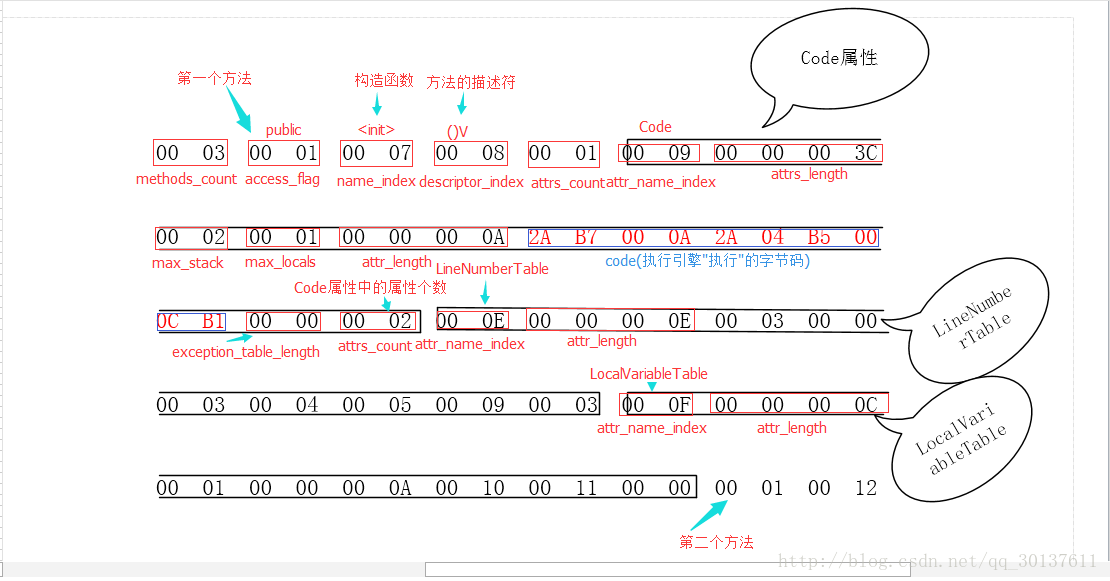 Code属性
第一个方法
构造函数 方法的描述符
public <init> ()V Code
00 03 00 01 00 07 00 08 00 01 00 09 00 00 00 3C
methods_count access_flag name_index descriptor_index attrs_count attr_name_index attrs_length
00 02 00 01 00 00 00 0A 2A B7 00 0A 2A 04 B5 00
max_stack max_locals attr_length code(执行引擎"执行"的字节码)
LineNumberTable
Code属性中的属性个数
0C B1 00 00 00 02 00 0E 00 00 00 0E 00 03 00 00
exception_table_length attrs_count attr_name_index attr_length
LineNumbe
rTable
LocalVariableTable
00 03 00 04 00 05 00 09 00 03 00 0F 00 00 00 0C
attr_name_index attr_length
LocalVari
ableTable
00 01 00 00 00 0A 00 10 00 11 00 00 00 01 00 12
第二个方法
http://blog.csdn.net/qq_30137611